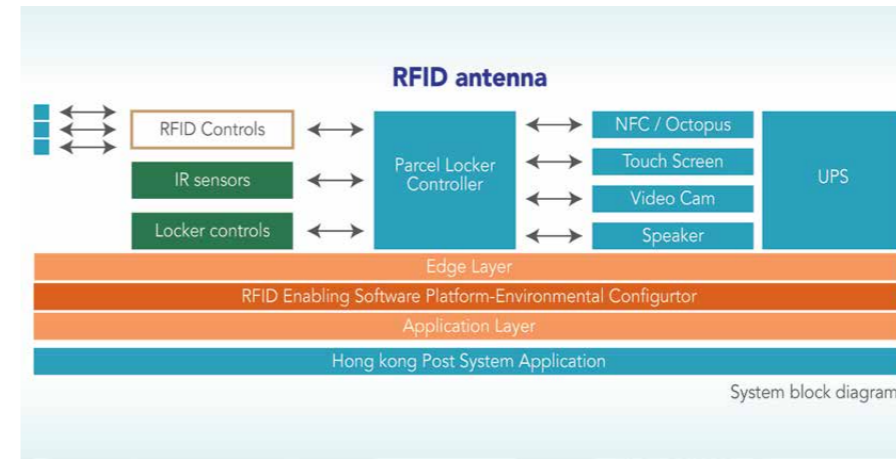 RFID antenna
RFID Controls
IR sensors
Locker controls
Parcel Locker
Controller
NFC / Octopus
Touch Screen
Video Cam
Speaker
UPS
Edge Layer
RFID Enabling Software Platform-Environmental Configurtor
Application Layer
Hong kong Post System Application
System block diagram